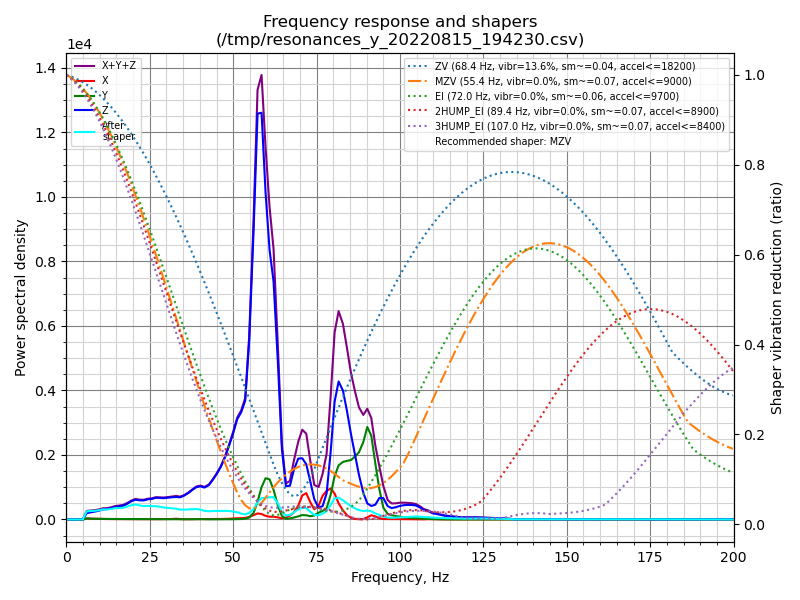 Frequency response and shapers
(/tmp/resonances_y_20220815_194230.csv)
1e4
X+Y+Z
X
Y
Z
After
shaper
ZV (68.4 Hz, vibr=13.6%, sm~=0.04, accel<=18200)
MZV (55.4 Hz, vibr=0.0%, sm~=0.07, accel<=9000)
EI (72.0 Hz, vibr=0.0%, sm~=0.06, accel<=9700)
2HUMP_EI (89.4 Hz, vibr=0.0%, sm~=0.07, accel<=8900)
3HUMP_EI (107.0 Hz, vibr=0.0%, sm~=0.07, accel<=8400)
Recommended shaper: MZV
1.4
1.2
1.0
0.8
0.6
0.4
0.2
0.0
Power spectral density
1.0
0.8
0.6
0.4
0.2
0.0
Shaper vibration reduction (ratio)
0 25 50 75 100 125 150 175 200
Frequency, Hz